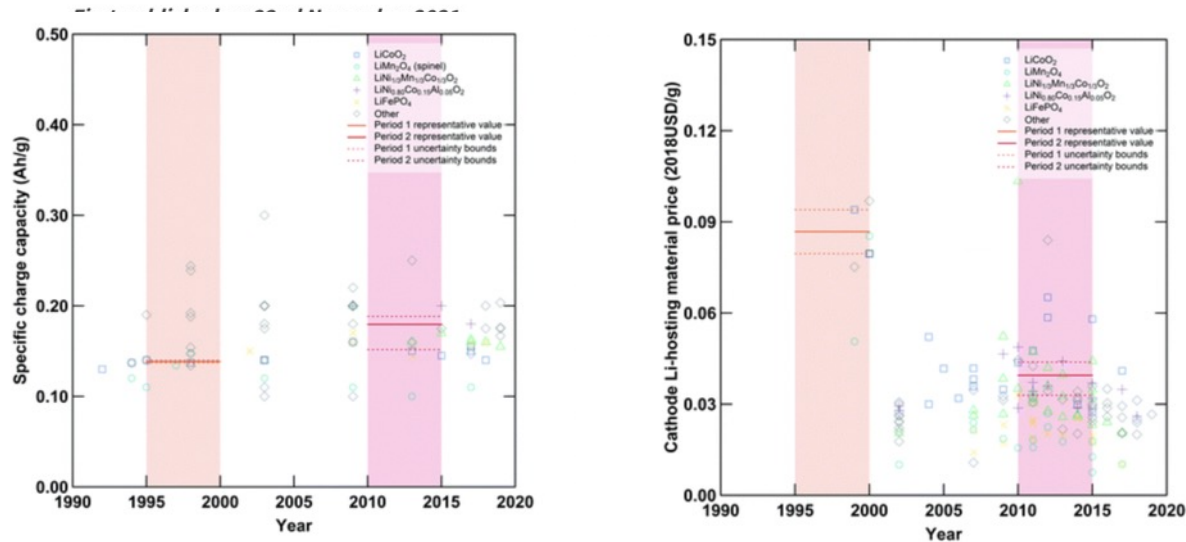 0.50
0.40
0.30
0.20
0.10
0.00
Specific charge capacity (Ah/g)
1990 1995 2000 2005 2010 2015 2020
Year
LiCoO₂
LiMn₂O₄ (spinel)
LiNi₁/₃Mn₁/₃Co₁/₃O₂
LiNi₀.₈₀Co₀.₁₅Al₀.₀₅O₂
LiFePO₄
Other
Period 1 representative value
Period 2 representative value
Period 1 uncertainty bounds
Period 2 uncertainty bounds
0.15
0.12
0.09
0.06
0.03
0.00
Cathode Li-hosting material price (2018USD/g)
1990 1995 2000 2005 2010 2015 2020
Year
LiCoO₂
LiMn₂O₄
LiNi₁/₃Mn₁/₃Co₁/₃O₂
LiNi₀.₈₀Co₀.₁₅Al₀.₀₅O₂
LiFePO₄
Other
Period 1 representative value
Period 2 representative value
Period 1 uncertainty bounds
Period 2 uncertainty bounds